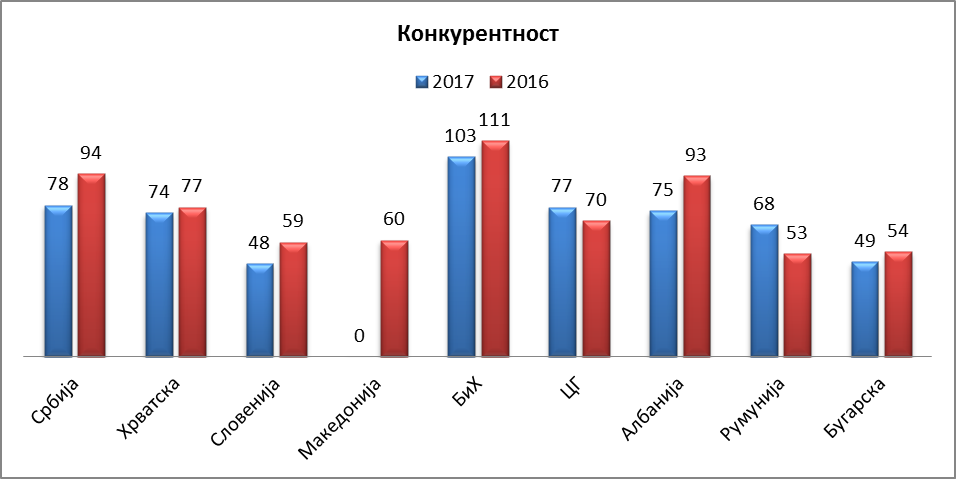 Конкурентност
2017 2016
78 94 74 77 48 59 0 60 103 111 77 70 75 93 68 53 49 54
Србија Хрватска Словенија Македонија БиХ ЦГ Албанија Румунија Бугарска